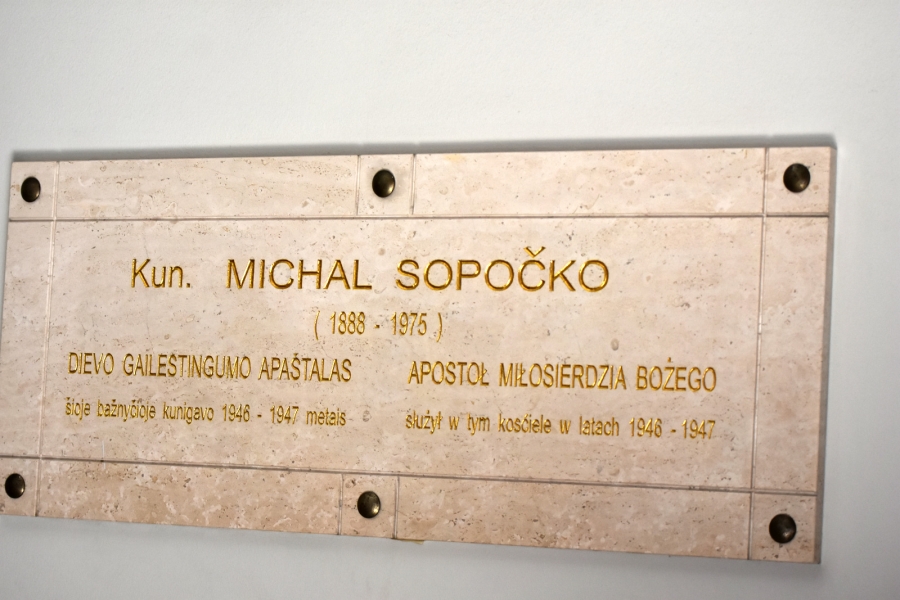 Kun. MICHAL SOPOČKO
( 1888 - 1975 )
DIEVO GAILESTINGUMO APAŠTALAS
šioje bažnyčioje kunigavo 1946 - 1947 metais
APOSTOŁ MIŁOSIERDZIA BOŻEGO
służył w tym kościele w latach 1946 - 1947